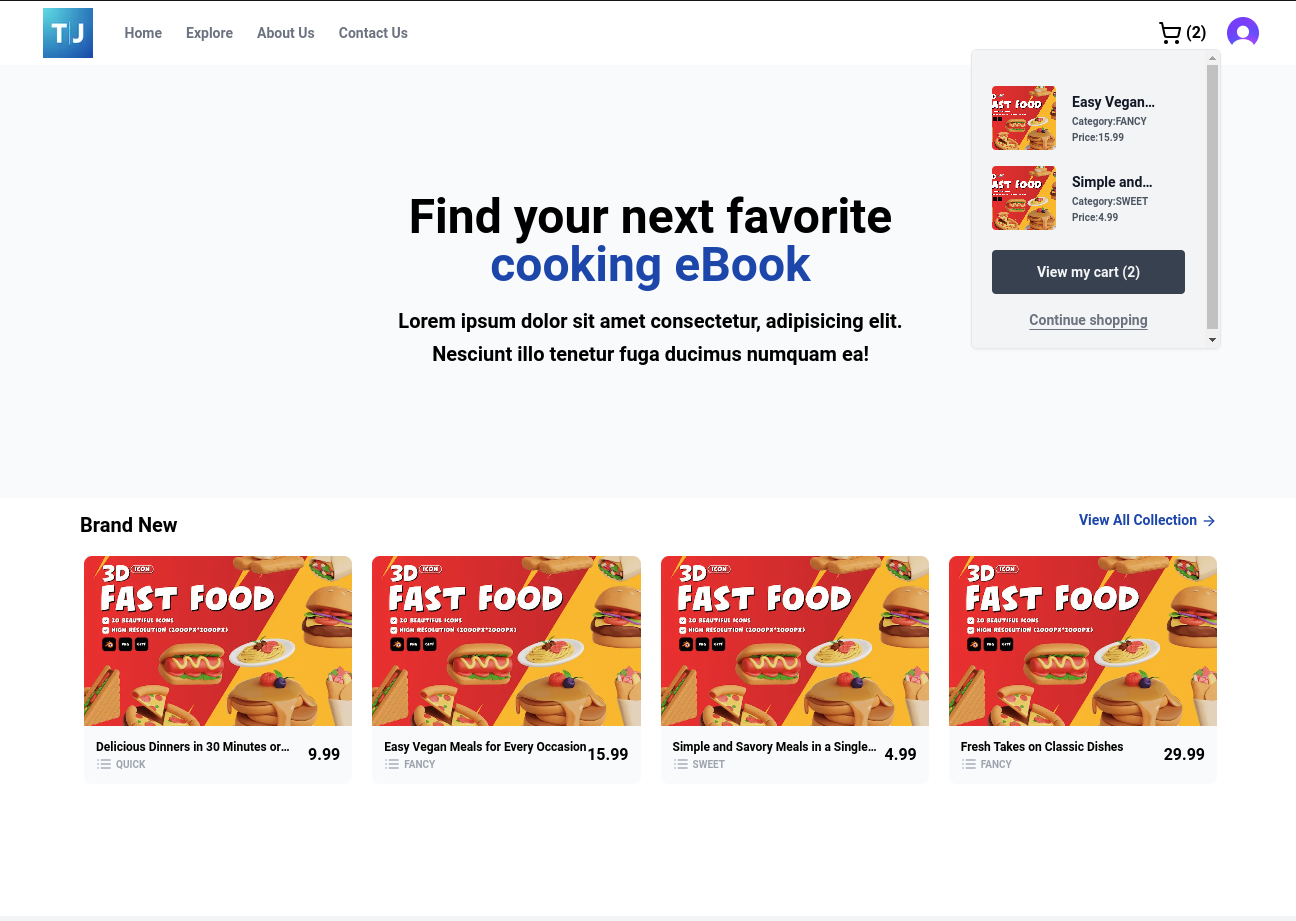 TJ
Home
Explore
About Us
Contact Us
(2)
Easy Vegan…
Category:FANCY
Price:15.99
Simple and…
Category:SWEET
Price:4.99
View my cart (2)
Continue shopping
Find your next favorite
cooking eBook
Lorem ipsum dolor sit amet consectetur, adipisicing elit.
Nesciunt illo tenetur fuga ducimus numquam ea!
Brand New
View All Collection
3D ICON
FAST FOOD
20 BEAUTIFUL ICONS
HIGH RESOLUTION (2000PX*2000PX)
Delicious Dinners in 30 Minutes or…
QUICK
9.99
3D ICON
FAST FOOD
20 BEAUTIFUL ICONS
HIGH RESOLUTION (2000PX*2000PX)
Easy Vegan Meals for Every Occasion
FANCY
15.99
3D ICON
FAST FOOD
20 BEAUTIFUL ICONS
HIGH RESOLUTION (2000PX*2000PX)
Simple and Savory Meals in a Single…
SWEET
4.99
3D ICON
FAST FOOD
20 BEAUTIFUL ICONS
HIGH RESOLUTION (2000PX*2000PX)
Fresh Takes on Classic Dishes
FANCY
29.99